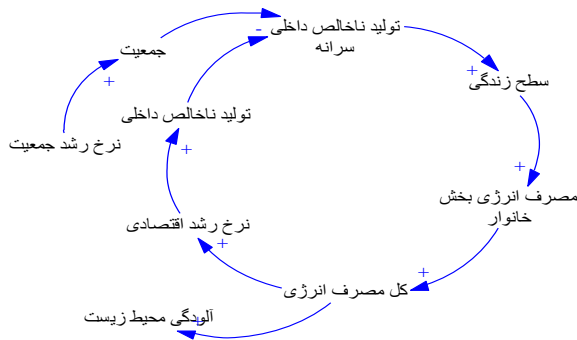 تولید ناخالص داخلی
سرانه
-
جمعیت
+
سطح زندگی
+
تولید ناخالص داخلی
+
نرخ رشد جمعیت
+
مصرف انرژی بخش
خانوار
نرخ رشد اقتصادی
+
+
کل مصرف انرژی
آلودگی محیط زیست
+